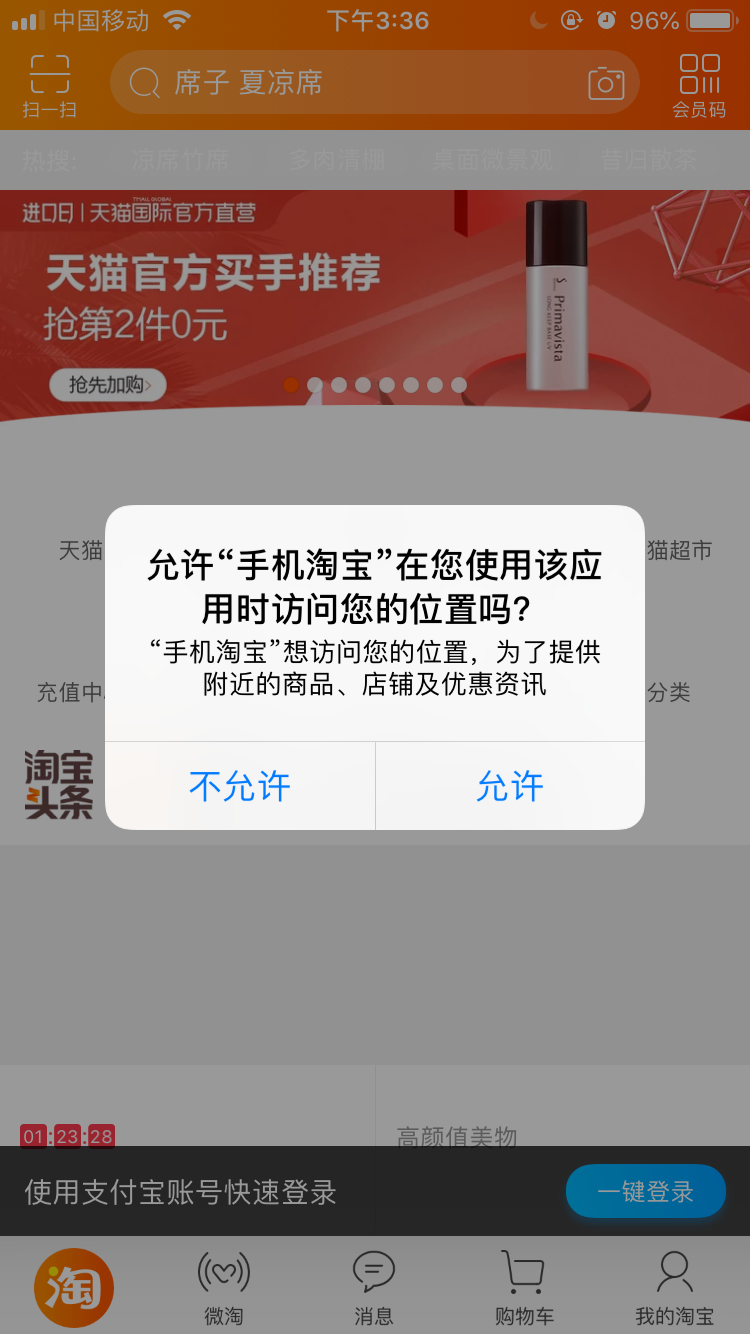 中国移动
下午3:36
96%
席子 夏凉席
扫一扫
会员码
热搜:
凉席竹席
多肉清棚
桌面微景观
昔归散茶
进口日|天猫国际官方直营
TMALL GLOBAL
天猫官方买手推荐
抢第2件0元
抢先加购>
Primavista
LONG KEEP BASE UV
天猫
猫超市
允许“手机淘宝”在您使用该应
用时访问您的位置吗?
“手机淘宝”想访问您的位置，为了提供
附近的商品、店铺及优惠资讯
充值中
分类
不允许
允许
淘宝
头条
01:23:28
高颜值美物
使用支付宝账号快速登录
一键登录
淘
微淘
消息
购物车
我的淘宝